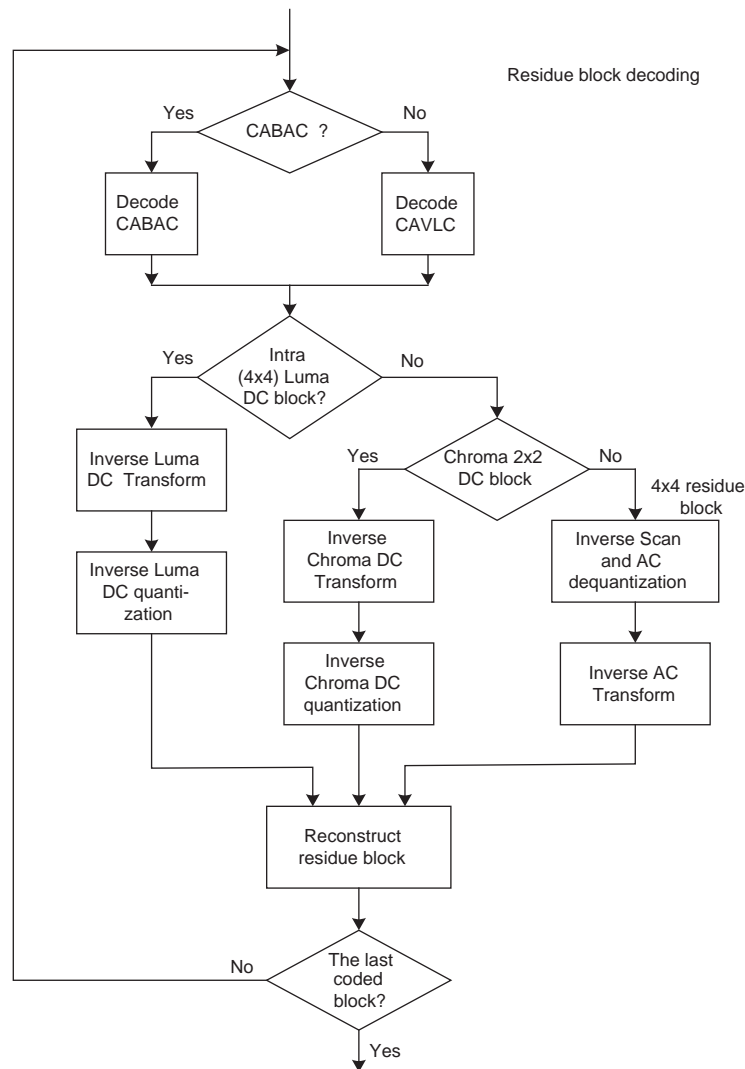 Residue block decoding
Yes
No
CABAC ?
Decode
CABAC
Decode
CAVLC
Yes
Intra
(4x4) Luma
DC block?
No
Yes
Chroma 2x2
DC block
No
4x4 residue
block
Inverse Luma
DC Transform
Inverse
Chroma DC
Transform
Inverse Scan
and AC
dequantization
Inverse Luma
DC quanti-
zation
Inverse
Chroma DC
quantization
Inverse AC
Transform
Reconstruct
residue block
No
The last
coded
block?
Yes